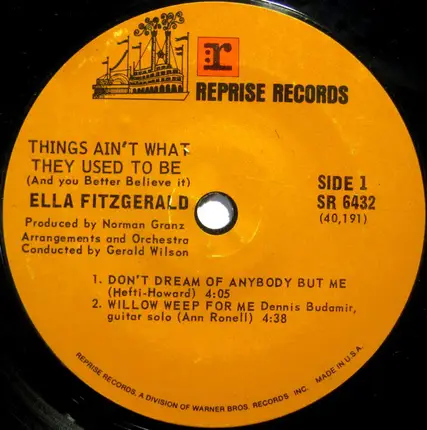 r
REPRISE RECORDS
THINGS AIN'T WHAT
THEY USED TO BE
(And you Better Believe it)
ELLA FITZGERALD
Produced by Norman Granz
Arrangements and Orchestra
Conducted by Gerald Wilson
SIDE 1
SR 6432
(40,191)
1. DON'T DREAM OF ANYBODY BUT ME
(Hefti-Howard) 4:05
2. WILLOW WEEP FOR ME Dennis Budamir,
guitar solo (Ann Ronell) 4:38
REPRISE RECORDS, A DIVISION OF WARNER BROS. RECORDS INC. MADE IN U.S.A.